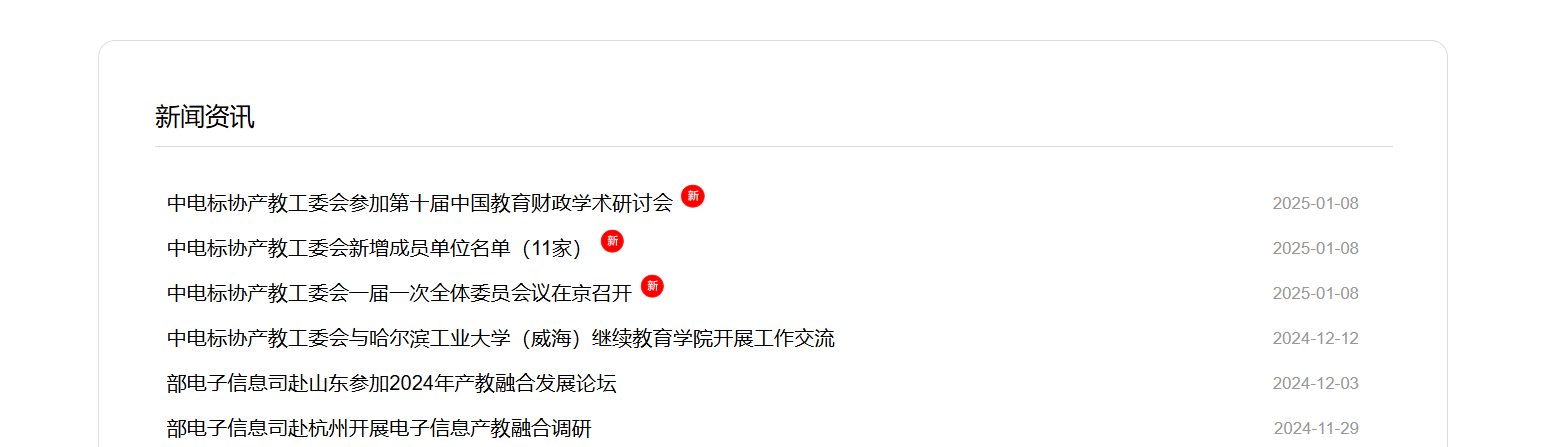 新闻资讯
中电标协产教工委会参加第十届中国教育财政学术研讨会 新 2025-01-08
中电标协产教工委会新增成员单位名单（11家） 新 2025-01-08
中电标协产教工委会一届一次全体委员会议在京召开 新 2025-01-08
中电标协产教工委会与哈尔滨工业大学（威海）继续教育学院开展工作交流 2024-12-12
部电子信息司赴山东参加2024年产教融合发展论坛 2024-12-03
部电子信息司赴杭州开展电子信息产教融合调研 2024-11-29